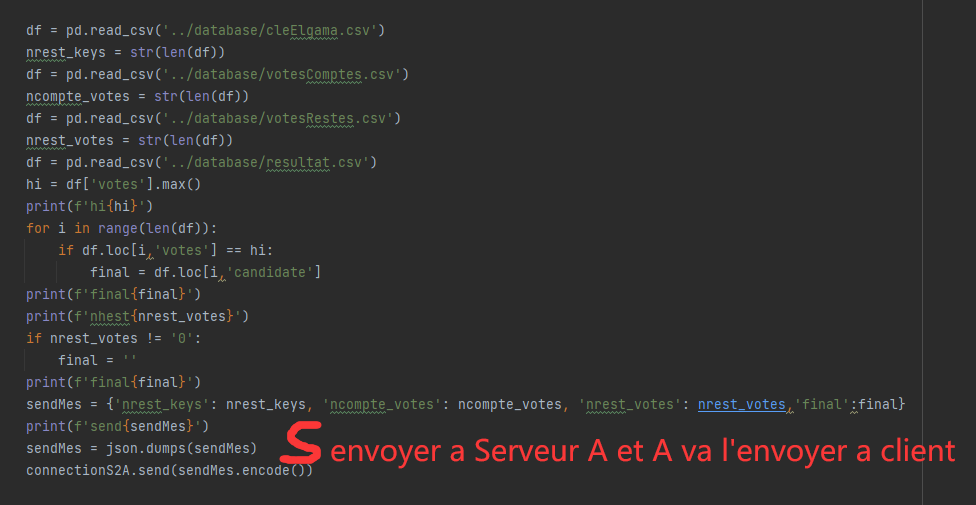 df = pd.read_csv('../database/cleElgama.csv')
nrest_keys = str(len(df))
df = pd.read_csv('../database/votesComptes.csv')
ncompte_votes = str(len(df))
df = pd.read_csv('../database/votesRestes.csv')
nrest_votes = str(len(df))
df = pd.read_csv('../database/resultat.csv')
hi = df['votes'].max()
print(f'hi{hi}')
for i in range(len(df)):
    if df.loc[i,'votes'] == hi:
        final = df.loc[i,'candidate']
print(f'final{final}')
print(f'nhest{nrest_votes}')
if nrest_votes != '0':
    final = ''
print(f'final{final}')
sendMes = {'nrest_keys': nrest_keys, 'ncompte_votes': ncompte_votes, 'nrest_votes': nrest_votes,'final':final}
print(f'send{sendMes}')
sendMes = json.dumps(sendMes)
connectionS2A.send(sendMes.encode())
S envoyer a Serveur A et A va l'envoyer a client